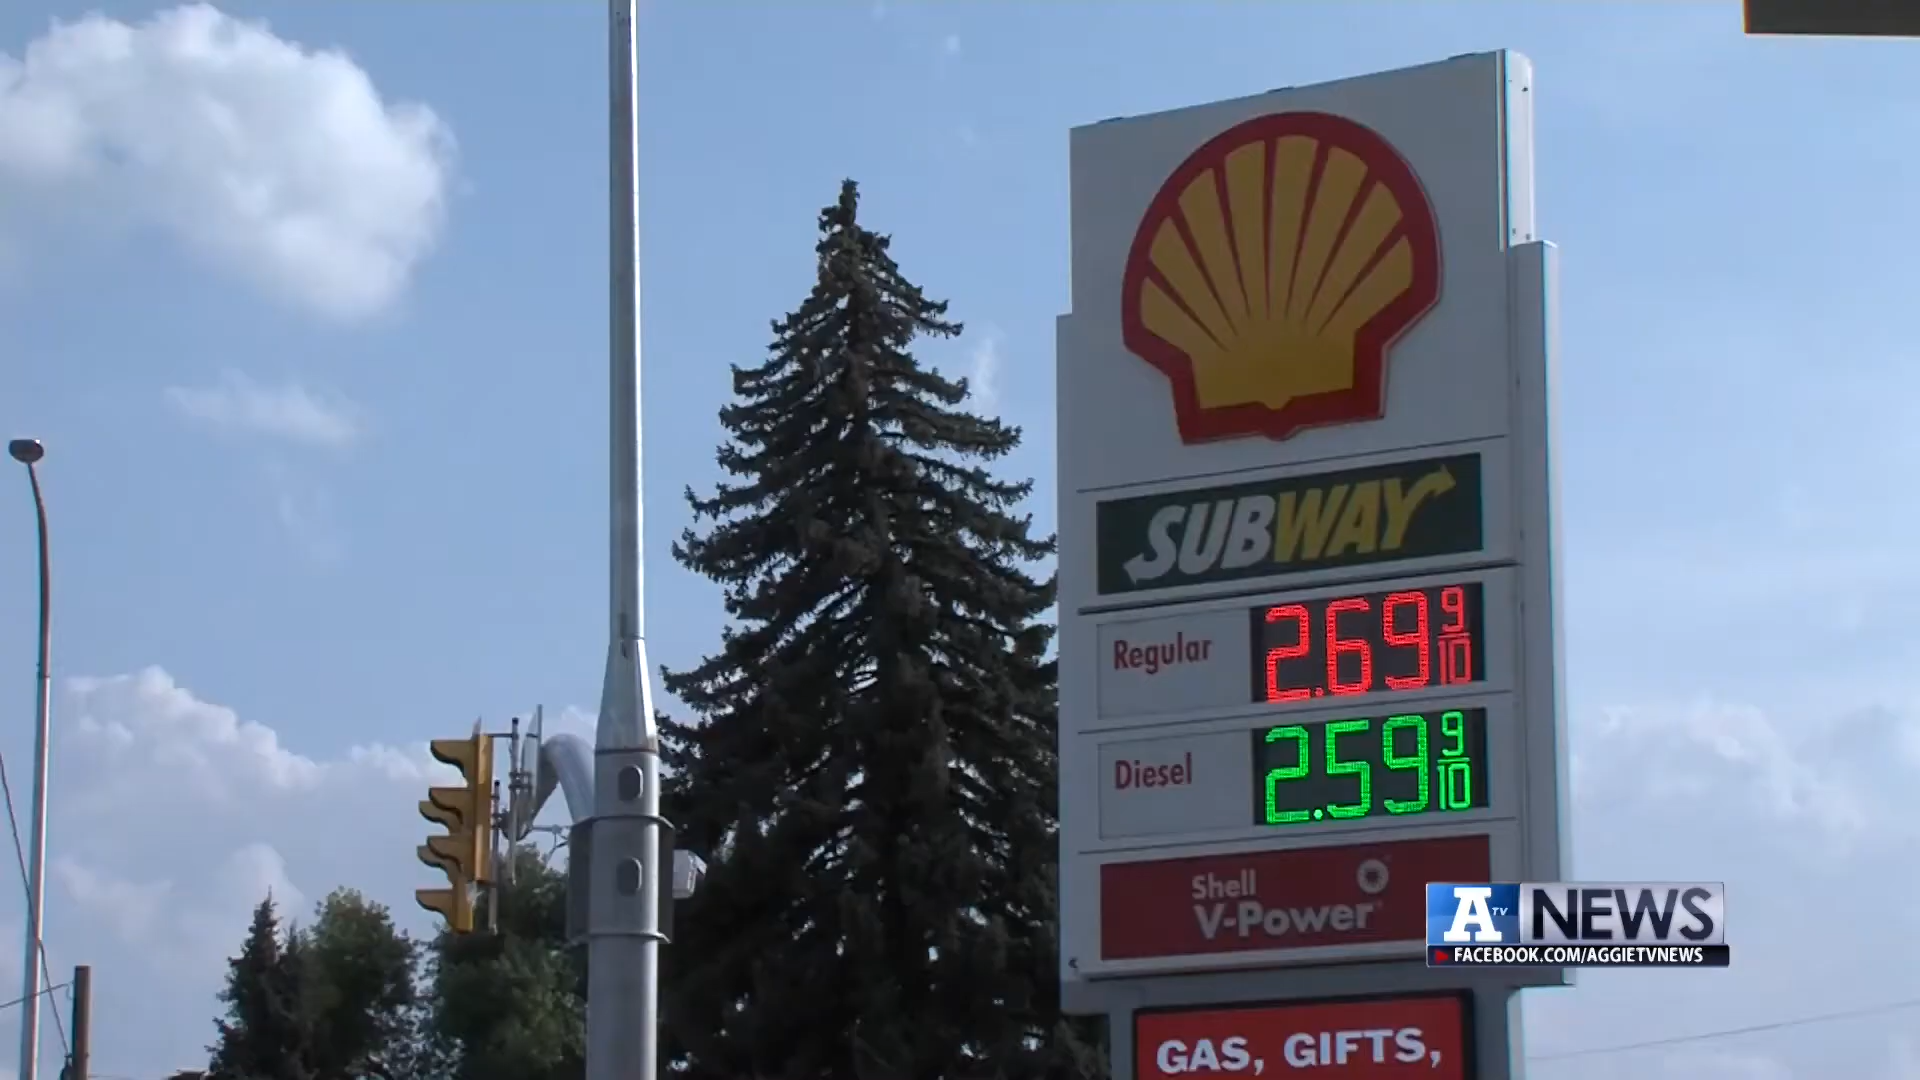 SUBWAY
Regular 2.69 9/10
Diesel 2.59 9/10
Shell
V-Power
GAS, GIFTS,
ATV NEWS
FACEBOOK.COM/AGGIETVNEWS